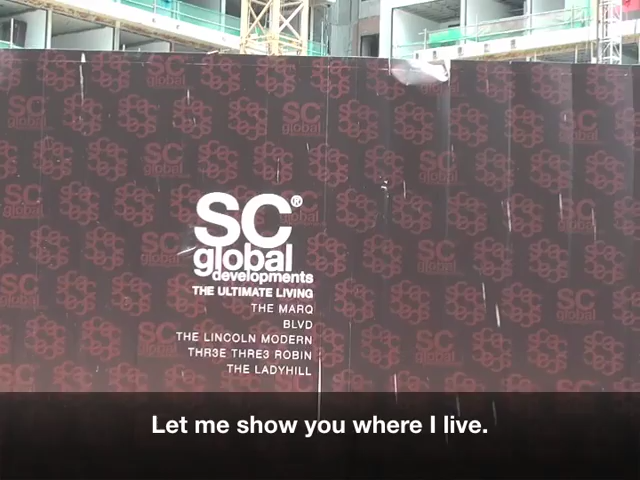 SC®
global
developments
THE ULTIMATE LIVING
THE MARQ
BLVD
THE LINCOLN MODERN
THR3E THRE3 ROBIN
THE LADYHILL
Let me show you where I live.